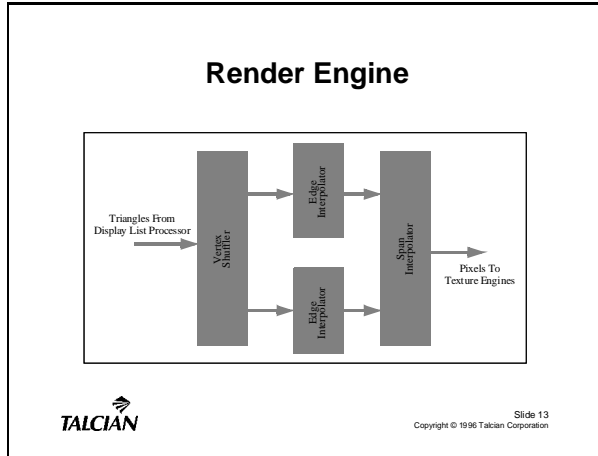 Render Engine
Triangles From
Display List Processor
Vertex
Shuffler
Edge
Interpolator
Edge
Interpolator
Span
Interpolator
Pixels To
Texture Engines
TALCIAN
Slide 13
Copyright © 1996 Talcian Corporation